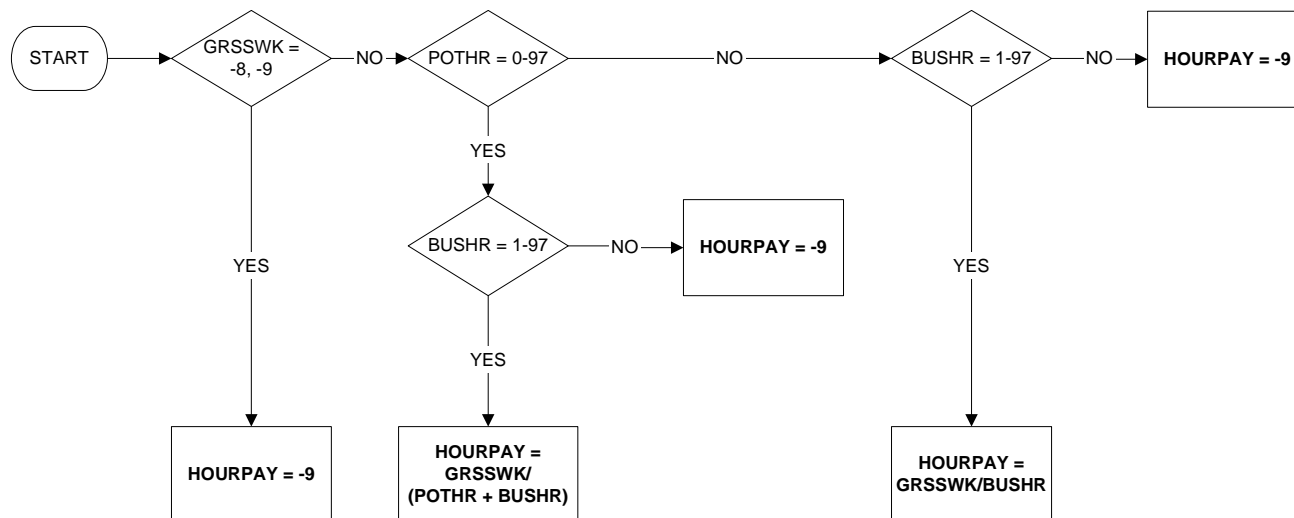 START
GRSSWK =
-8, -9
NO
POTHR = 0-97
NO
BUSHR = 1-97
NO
HOURPAY = -9
YES
BUSHR = 1-97
NO
HOURPAY = -9
YES
YES
YES
HOURPAY = -9
HOURPAY =
GRSSWK/
(POTHR + BUSHR)
HOURPAY =
GRSSWK/BUSHR